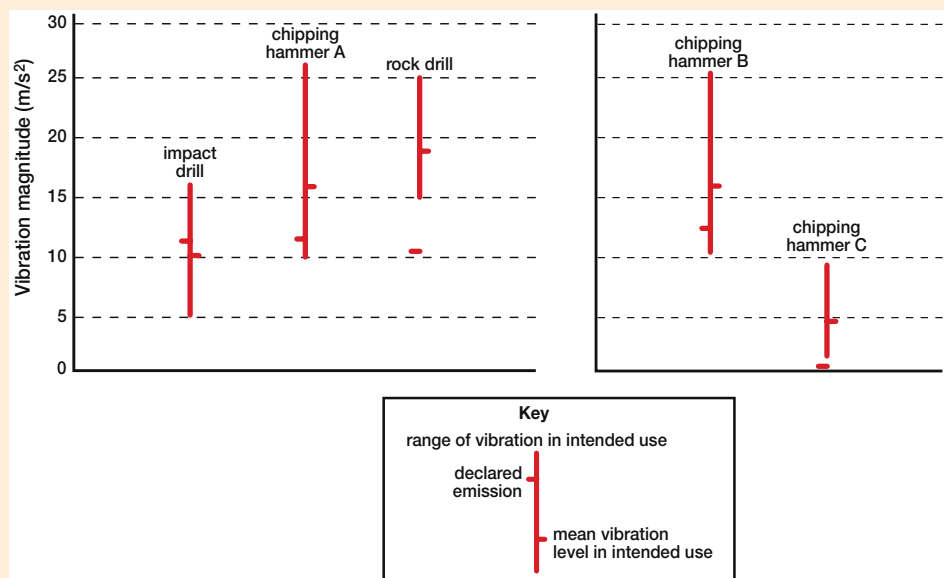 Vibration magnitude (m/s²)
30
25
20
15
10
5
0
impact
drill
chipping
hammer A
rock drill
chipping
hammer B
chipping
hammer C
Key
range of vibration in intended use
declared
emission
mean vibration
level in intended use